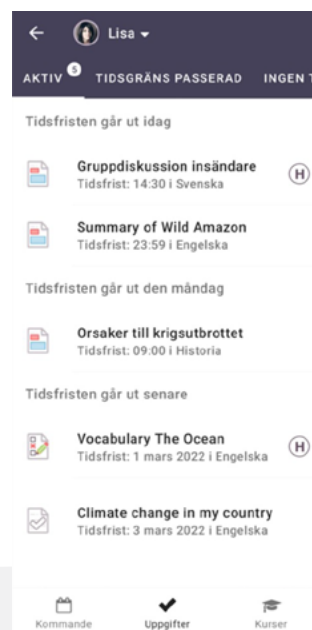 Lisa
AKTIV 5 TIDSGRÄNS PASSERAD INGEN T
Tidsfristen går ut idag
Gruppdiskussion insändare
H
Tidsfrist: 14:30 i Svenska
Summary of Wild Amazon
Tidsfrist: 23:59 i Engelska
Tidsfristen går ut den måndag
Orsaker till krigsutbrottet
Tidsfrist: 09:00 i Historia
Tidsfristen går ut senare
Vocabulary The Ocean
H
Tidsfrist: 1 mars 2022 i Engelska
Climate change in my country
Tidsfrist: 3 mars 2022 i Engelska
Kommande Uppgifter Kurser